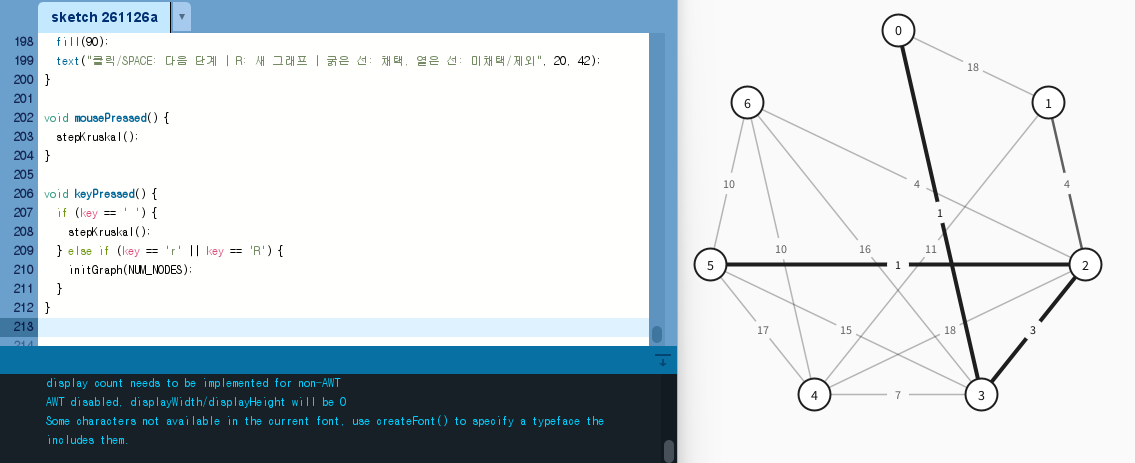 sketch 261126a
▼
198 fill(90);
199 text("클릭/SPACE: 다음 단계 | R: 새 그래프 | 굵은 선: 채택, 옅은 선: 미채택/제외", 20, 42);
200 }
201
202 void mousePressed() {
203 stepKruskal();
204 }
205
206 void keyPressed() {
207 if (key == ' ') {
208 stepKruskal();
209 } else if (key == 'r' || key == 'R') {
210 initGraph(NUM_NODES);
211 }
212 }
213
214
display count needs to be implemented for non-AWT
AWT disabled, displayWidth/displayHeight will be 0
Some characters not available in the current font, use createFont() to specify a typeface the
includes them.
0
18
6
1
10
4
4
1
10
16
11
5
1
2
17
15
18
3
4
7
3